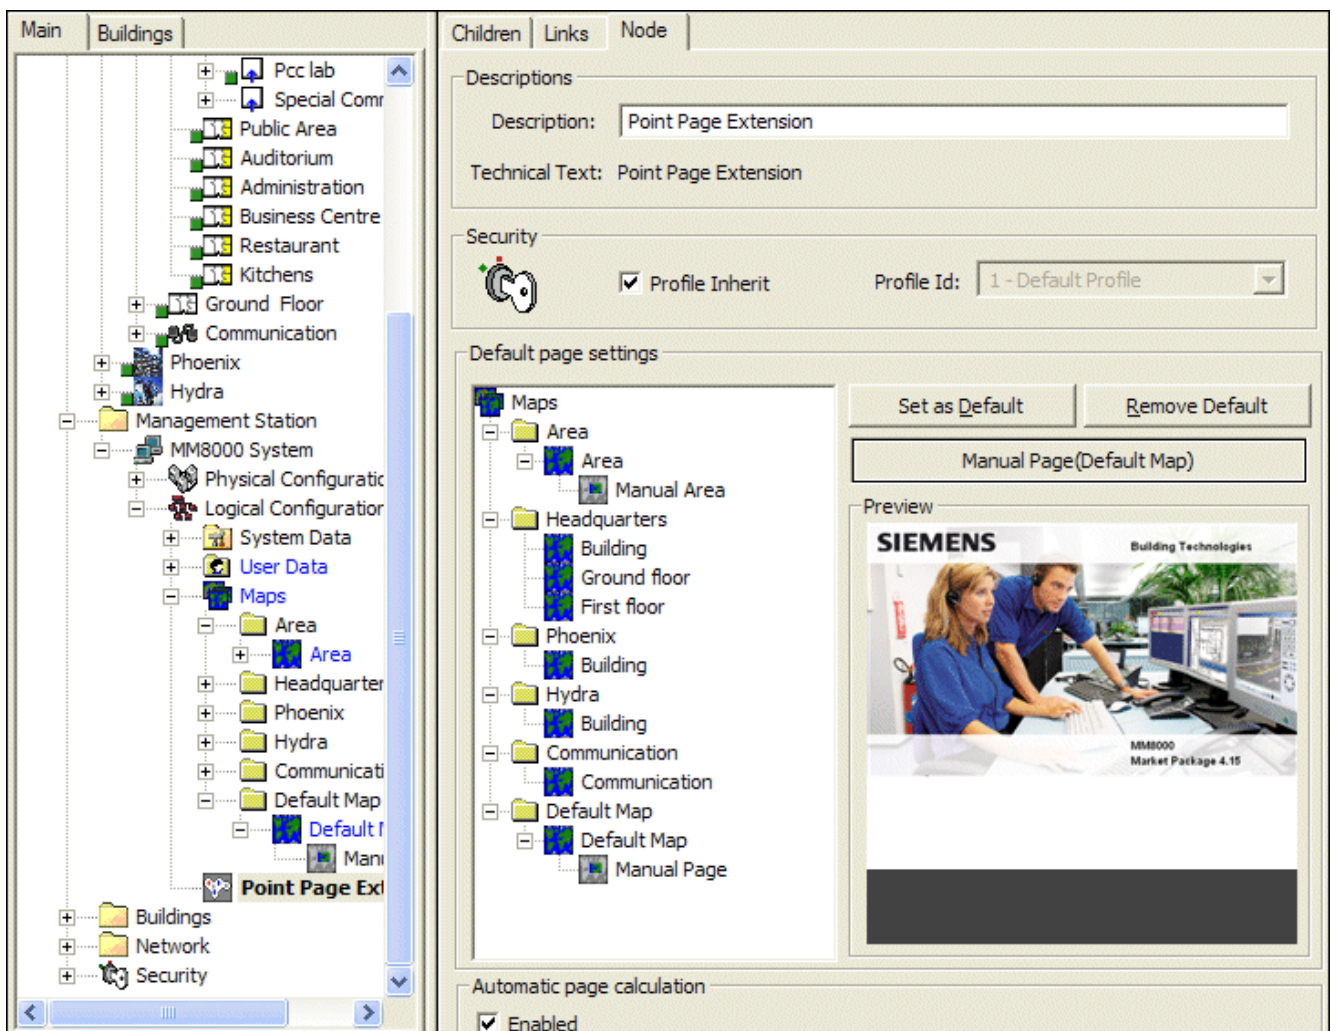 Main
Buildings
Pcc lab
Special Comr
Public Area
Auditorium
Administration
Business Centre
Restaurant
Kitchens
Ground Floor
Communication
Phoenix
Hydra
Management Station
MM8000 System
Physical Configuratic
Logical Configuration
System Data
User Data
Maps
Area
Area
Headquarter
Phoenix
Hydra
Communicati
Default Map
Default M
Manu
Point Page Ext
Buildings
Network
Security
Children
Links
Node
Descriptions
Description:
Point Page Extension
Technical Text:
Point Page Extension
Security
Profile Inherit
Profile Id:
1 - Default Profile
Default page settings
Maps
Area
Area
Manual Area
Headquarters
Building
Ground floor
First floor
Phoenix
Building
Hydra
Building
Communication
Communication
Default Map
Default Map
Manual Page
Set as Default
Remove Default
Manual Page(Default Map)
Preview
SIEMENS
Building Technologies
MM8000
Market Package 4.15
Automatic page calculation
Enabled